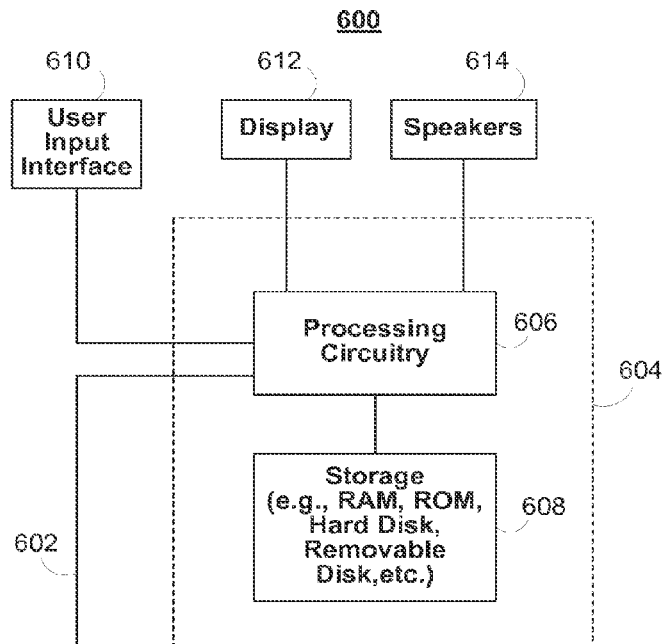 600
610
612
614
User
Input
Interface
Display
Speakers
Processing
Circuitry
606
604
Storage
(e.g., RAM, ROM,
Hard Disk,
Removable
Disk,etc.)
608
602